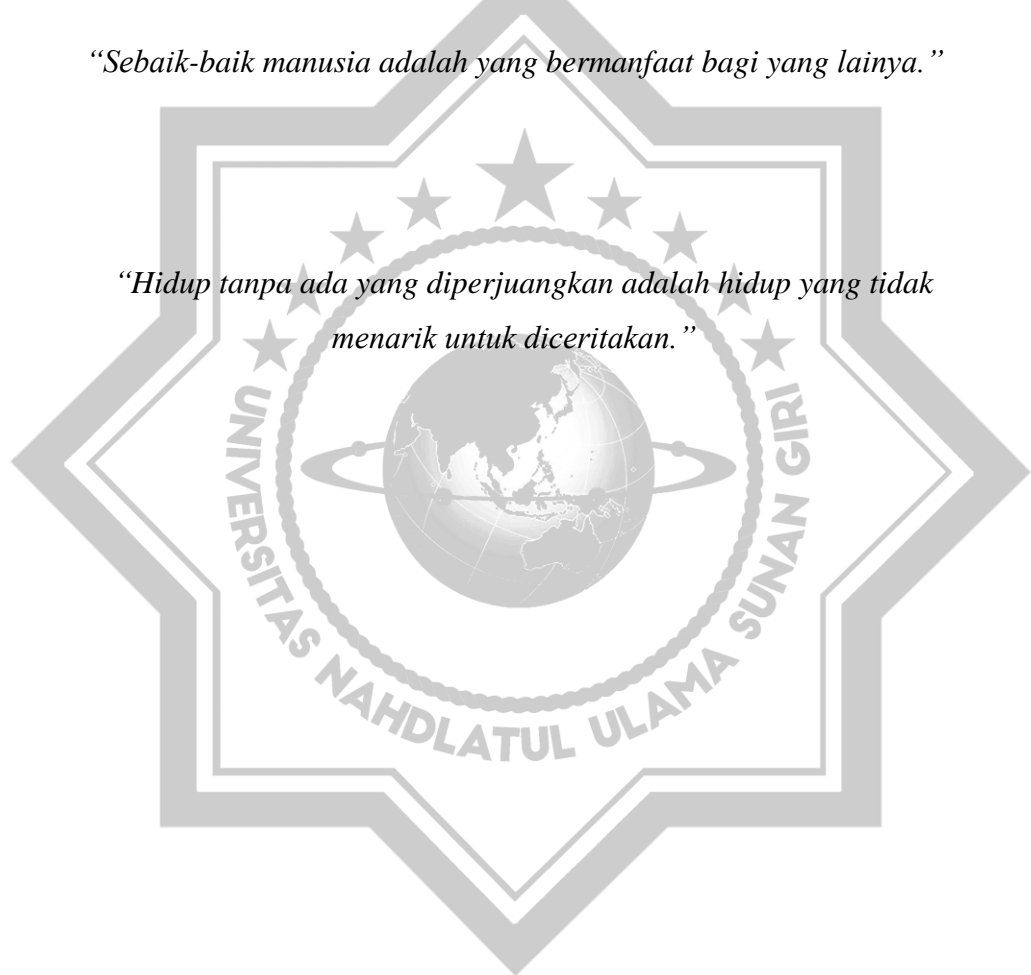 “Sebaik-baik manusia adalah yang bermanfaat bagi yang lainya.”
“Hidup tanpa ada yang diperjuangkan adalah hidup yang tidak
menarik untuk diceritakan.”
UNIVERSITAS NAHDLATUL ULAMA SUNAN GIRI